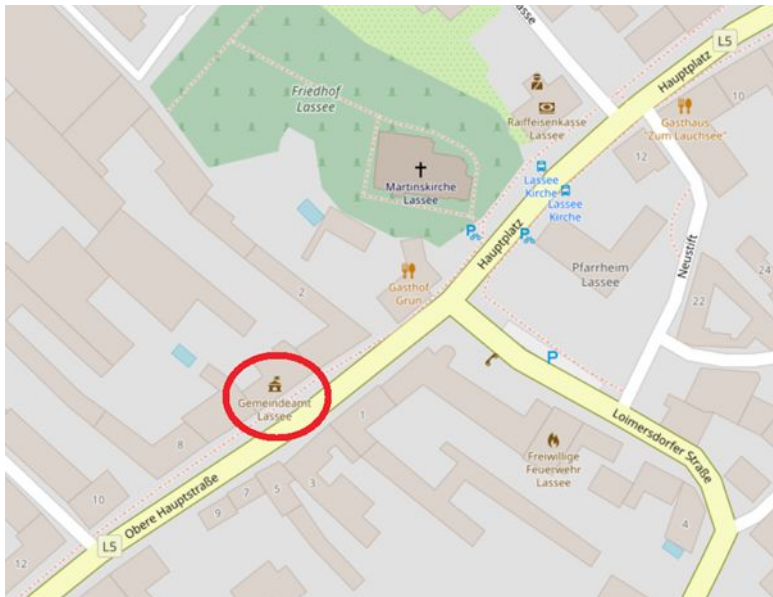 asse
L5
Hauptplatz
10
Friedhof
Lassee
Raiffeisenkasse
Lassee
Gasthaus
"Zum Lauchsee"
12
Martinskirche
Lassee
Lassee
Kirche
Lassee
Kirche
P
P
Hauptplatz
Neustift
Pfarrheim
Lassee
Gasthof
Grun
2
22
24
P
Gemeindeamt
Lassee
1
Loimersdorfer Straße
8
Freiwillige
Feuerwehr
Lassee
3
5
7
9
10
Obere Hauptstraße
4
L5
12